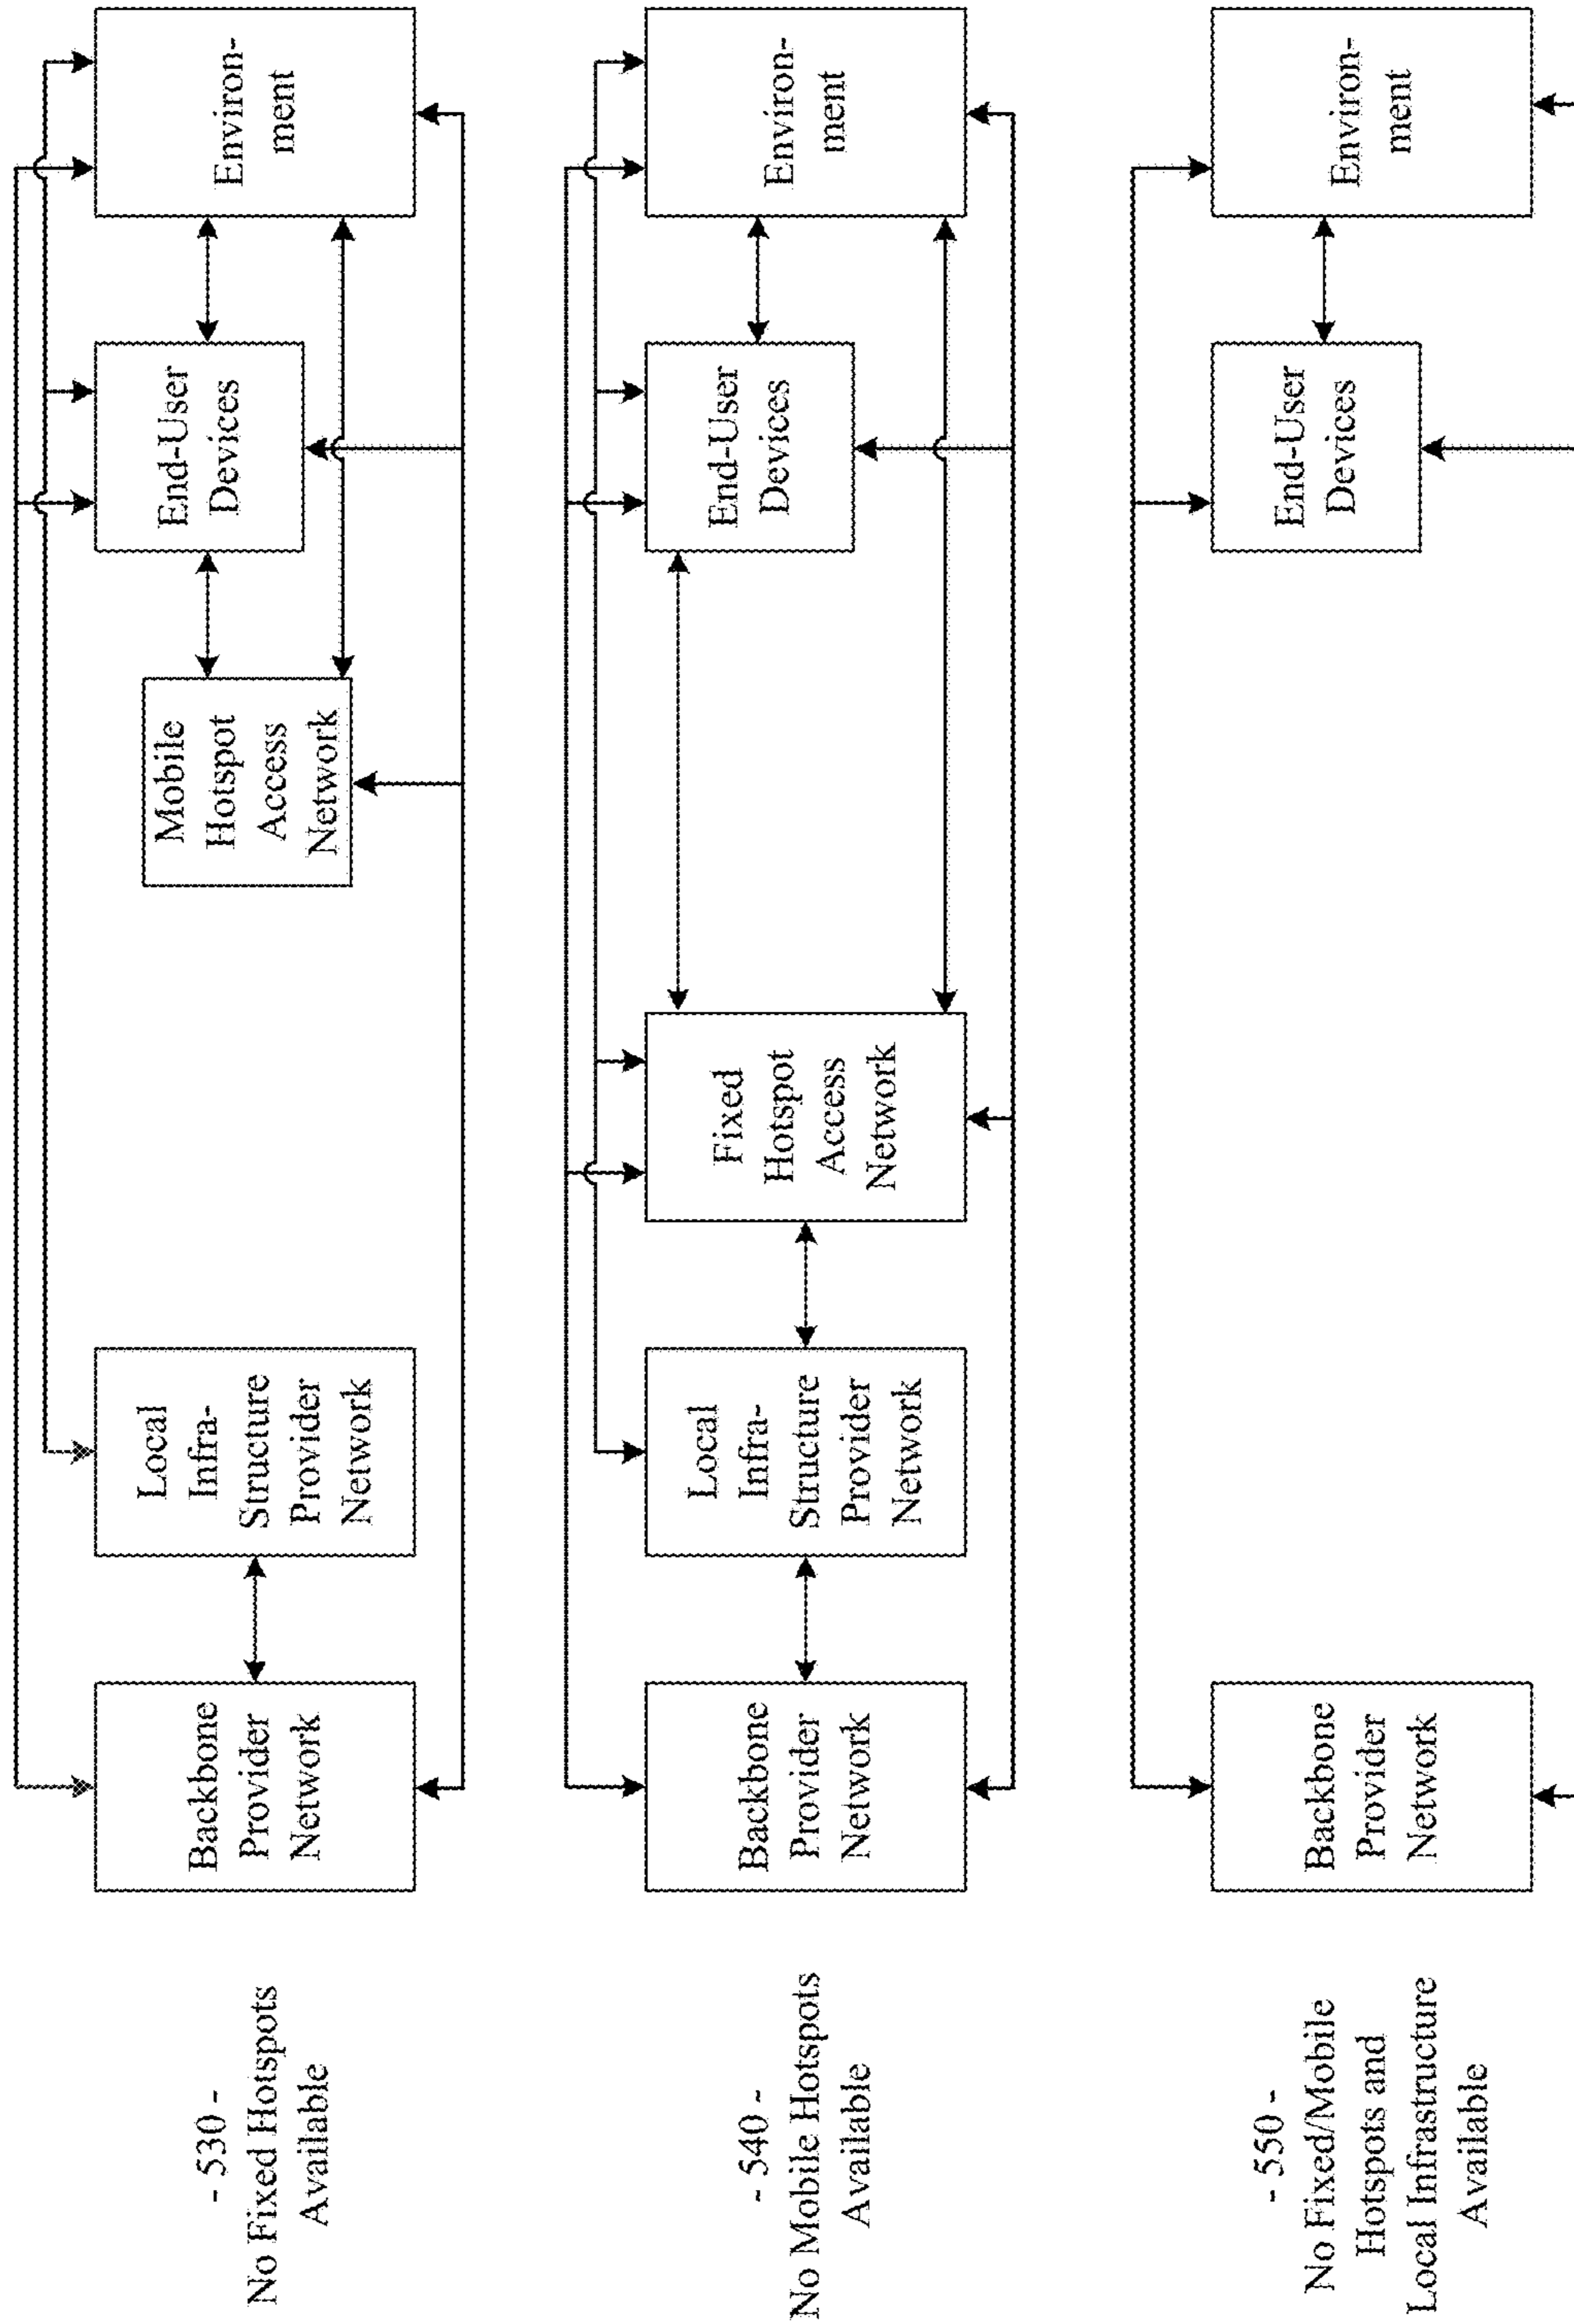 - 530 -
No Fixed Hotspots
Available
Backbone
Provider
Network
Local
Infra-
Structure
Provider
Network
Mobile
Hotspot
Access
Network
End-User
Devices
Environ-
ment
- 540 -
No Mobile Hotspots
Available
Backbone
Provider
Network
Local
Infra-
Structure
Provider
Network
Fixed
Hotspot
Access
Network
End-User
Devices
Environ-
ment
- 550 -
No Fixed/Mobile
Hotspots and
Local Infrastructure
Available
Backbone
Provider
Network
End-User
Devices
Environ-
ment